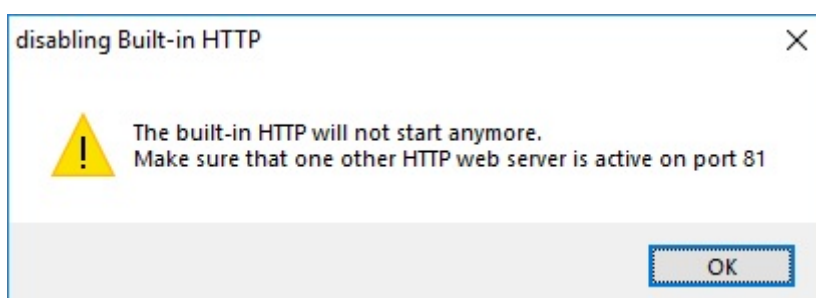 disabling Built-in HTTP
The built-in HTTP will not start anymore.
Make sure that one other HTTP web server is active on port 81
OK